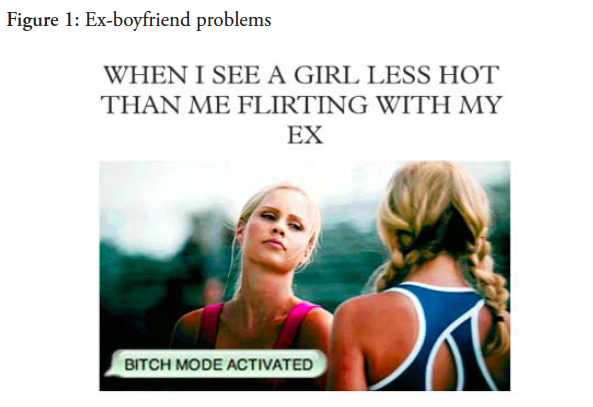 Figure 1: Ex-boyfriend problems
WHEN I SEE A GIRL LESS HOT
THAN ME FLIRTING WITH MY
EX
BITCH MODE ACTIVATED